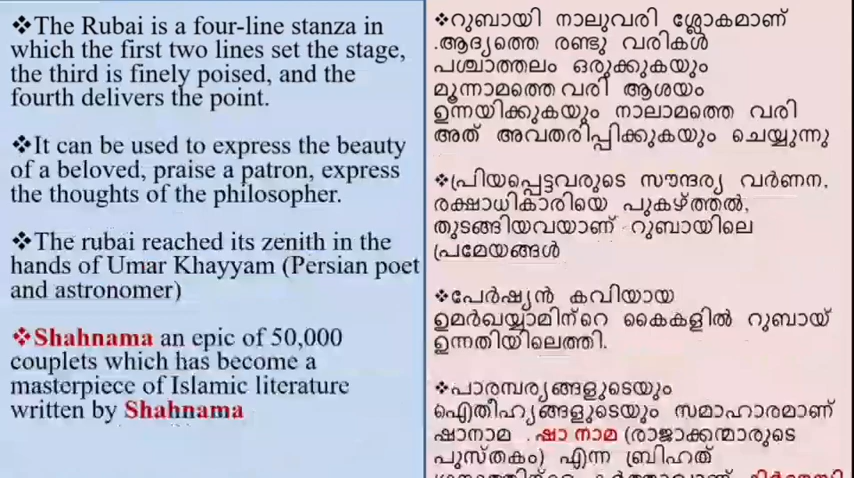 ❖The Rubai is a four-line stanza in
which the first two lines set the stage,
the third is finely poised, and the
fourth delivers the point.
❖It can be used to express the beauty
of a beloved, praise a patron, express
the thoughts of the philosopher.
❖The rubai reached its zenith in the
hands of Umar Khayyam (Persian poet
and astronomer)
❖Shahnama an epic of 50,000
couplets which has become a
masterpiece of Islamic literature
written by Shahnama
❖റുബായി നാലുവരി ശ്ലോകമാണ്
.ആദ്യത്തെ രണ്ടു വരികൾ
പശ്ചാത്തലം ഒരുക്കുകയും
മൂന്നാമത്തെ വരി ആശയം
ഉന്നയിക്കുകയും നാലാമത്തെ വരി
അത് അവതരിപ്പിക്കുകയും ചെയ്യുന്നു
❖പ്രിയപ്പെട്ടവരുടെ സൗന്ദര്യ വർണന,
രക്ഷാധികാരിയെ പുകഴ്ത്തൽ,
തുടങ്ങിയവയാണ് റുബായിലെ
പ്രമേയങ്ങൾ
❖പേർഷ്യൻ കവിയായ
ഉമർഖയ്യാമിന്റെ കൈകളിൽ റുബായ്
ഉന്നതിയിലെത്തി.
❖പാരമ്പര്യങ്ങളുടെയും
ഐതീഹ്യങ്ങളുടെയും സമാഹാരമാണ്
ഷാനാമ . ഷാ നാമ (രാജാക്കന്മാരുടെ
പുസ്തകം) എന്ന ബ്രിഹത്